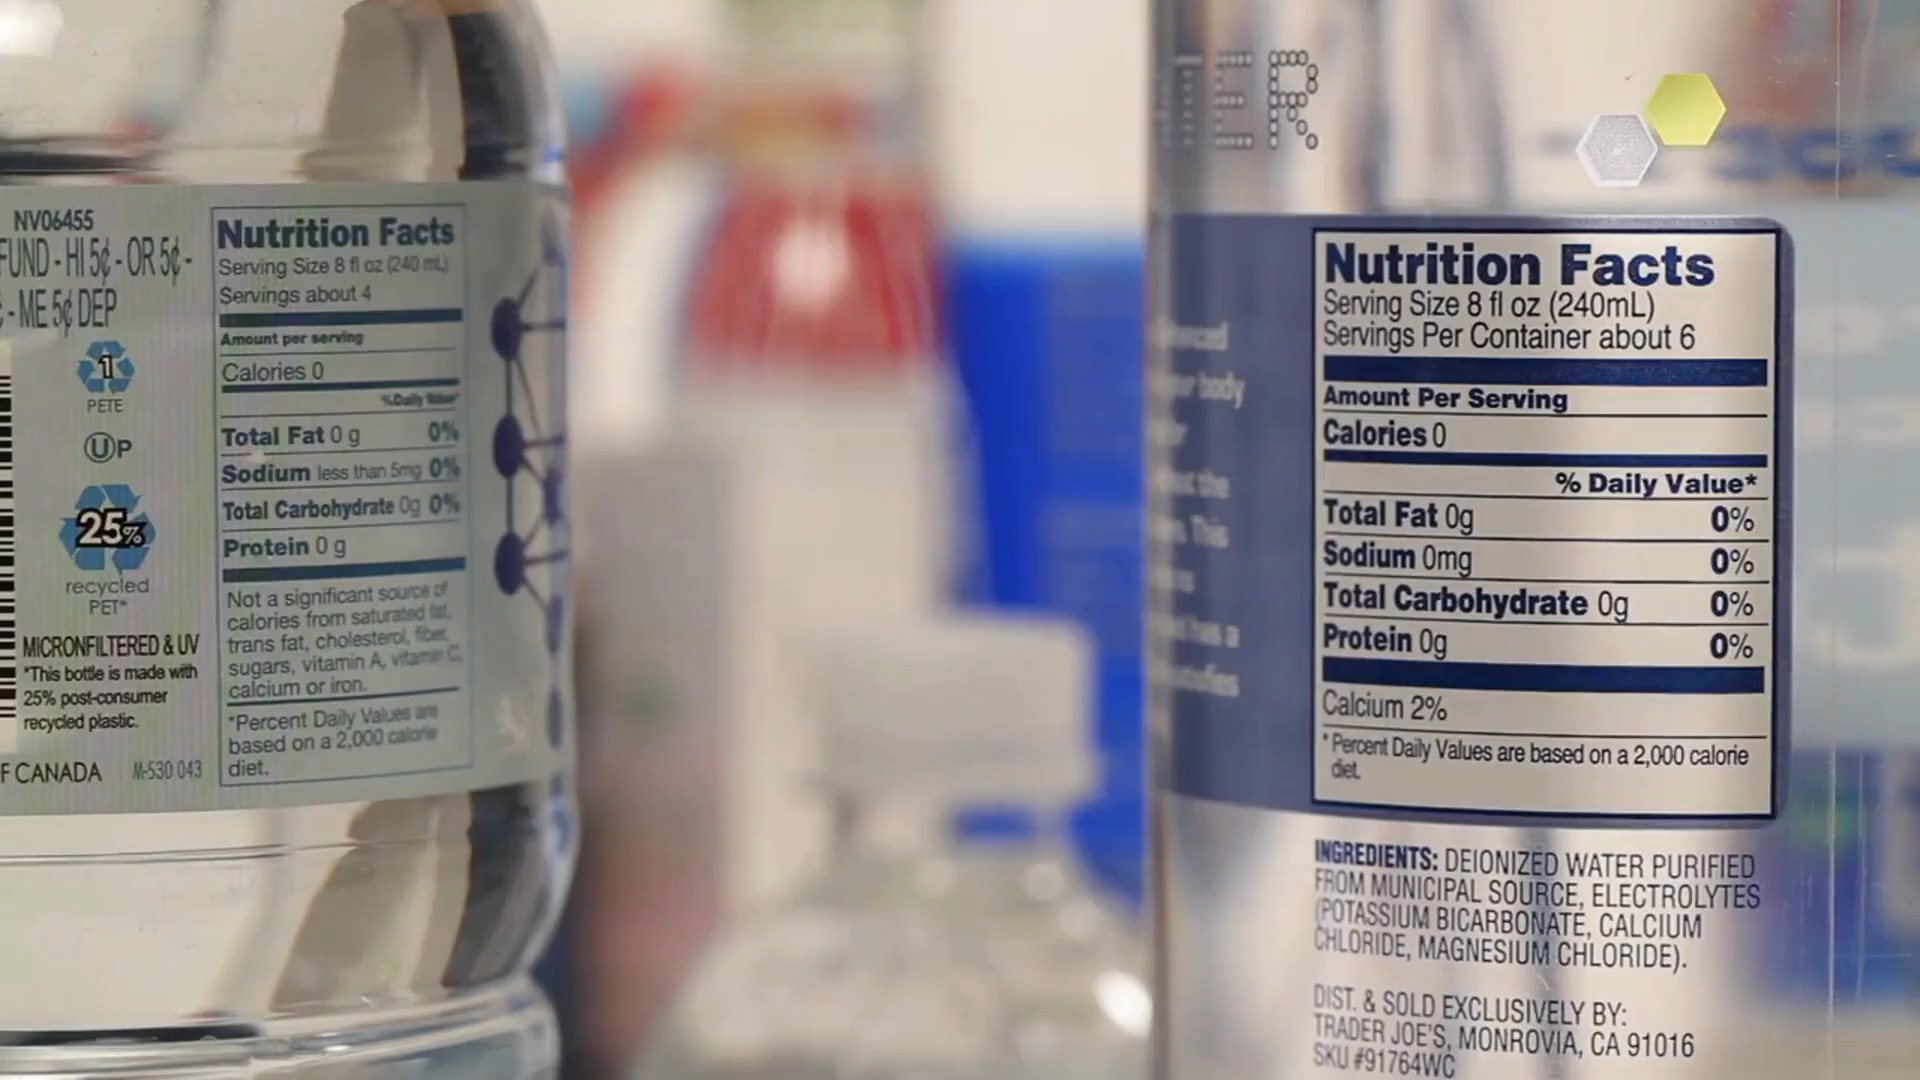 NV06455
FUND - HI 5¢ - OR 5¢ -
- ME 5¢ DEP
1
PETE
UP
25%
recycled
PET*
MICRONFILTERED & UV
*This bottle is made with
25% post-consumer
recycled plastic.
F CANADA M-530 043
Nutrition Facts
Serving Size 8 fl oz (240 mL)
Servings about 4
Amount per serving
Calories 0
%Daily Value*
Total Fat 0 g 0%
Sodium less than 5mg 0%
Total Carbohydrate 0g 0%
Protein 0 g
Not a significant source of
calories from saturated fat,
trans fat, cholesterol, fiber,
sugars, vitamin A, vitamin C,
calcium or iron.
*Percent Daily Values are
based on a 2,000 calorie
diet.
TER
body
the
This
has a
Nutrition Facts
Serving Size 8 fl oz (240mL)
Servings Per Container about 6
Amount Per Serving
Calories 0
% Daily Value*
Total Fat 0g 0%
Sodium 0mg 0%
Total Carbohydrate 0g 0%
Protein 0g 0%
Calcium 2%
* Percent Daily Values are based on a 2,000 calorie
diet.
INGREDIENTS: DEIONIZED WATER PURIFIED
FROM MUNICIPAL SOURCE, ELECTROLYTES
(POTASSIUM BICARBONATE, CALCIUM
CHLORIDE, MAGNESIUM CHLORIDE).
DIST. & SOLD EXCLUSIVELY BY:
TRADER JOE'S, MONROVIA, CA 91016
SKU #91764WC